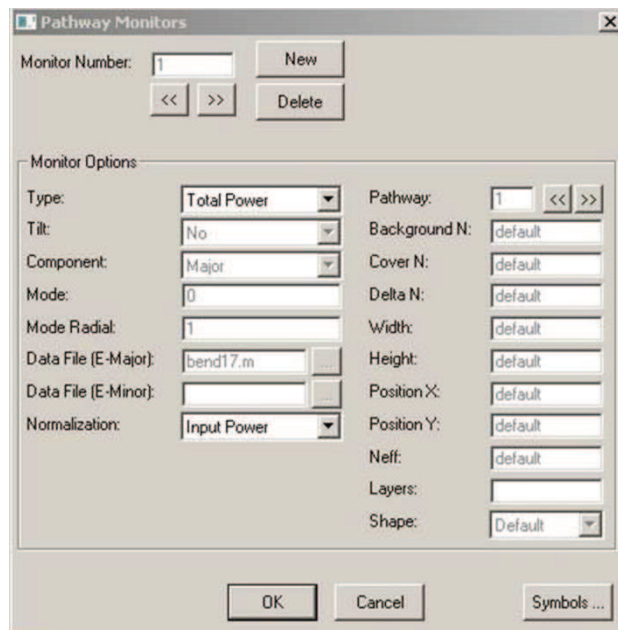 Pathway Monitors
Monitor Number: 1 New
<< >> Delete
Monitor Options
Type: Total Power Pathway: 1 << >>
Tilt: No Background N: default
Component: Major Cover N: default
Mode: 0 Delta N: default
Mode Radial: 1 Width: default
Data File (E-Major): bend17.m ... Height: default
Data File (E-Minor): ... Position X: default
Normalization: Input Power Position Y: default
Neff: default
Layers:
Shape: Default
OK Cancel Symbols ...